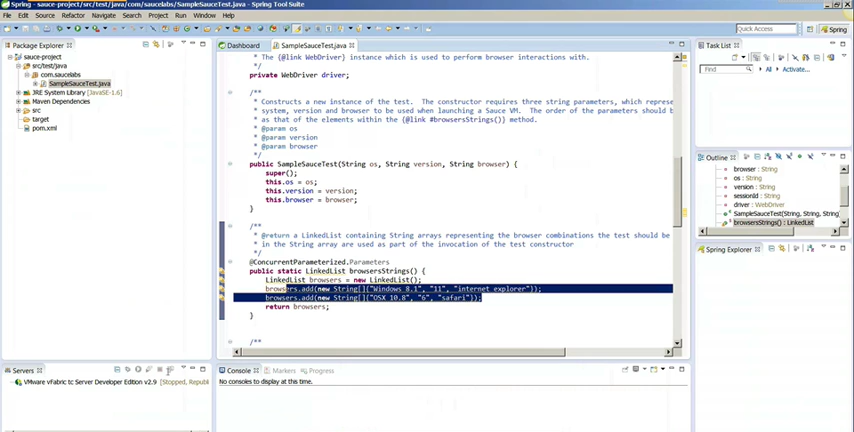 Spring - sauce-project/src/test/java/com/saucelabs/SampleSauceTest.java - Spring Tool Suite
File Edit Source Refactor Navigate Search Project Run Window Help
Quick Access
Spring
Package Explorer
sauce-project
src/test/java
com.saucelabs
SampleSauceTest.java
JRE System Library [JavaSE-1.6]
Maven Dependencies
src
target
pom.xml
Dashboard SampleSauceTest.java
* The {@link WebDriver} instance which is used to perform browser interactions with.
*/
private WebDriver driver;
/**
* Constructs a new instance of the test. The constructor requires three string parameters, which represe
* system, version and browser to be used when launching a Sauce VM. The order of the parameters should be
* as that of the elements within the {@link #browsersStrings()} method.
* @param os
* @param version
* @param browser
*/
public SampleSauceTest(String os, String version, String browser) {
super();
this.os = os;
this.version = version;
this.browser = browser;
}
/**
* @return a LinkedList containing String arrays representing the browser combinations the test should be
* in the String array are used as part of the invocation of the test constructor
*/
@ConcurrentParameterized.Parameters
public static LinkedList browsersStrings() {
LinkedList browsers = new LinkedList();
browsers.add(new String[]{"Windows 8.1", "11", "internet explorer"});
browsers.add(new String[]{"OSX 10.8", "6", "safari"});
return browsers;
}
/**
Task List
Find All Activate...
Outline
browser : String
os : String
version : String
sessionId : String
driver : WebDriver
SampleSauceTest(String, String, String)
browsersStrings() : LinkedList
Spring Explorer
Servers
VMware vFabric tc Server Developer Edition v2.9 [Stopped, Republi
Console Markers Progress
No consoles to display at this time.